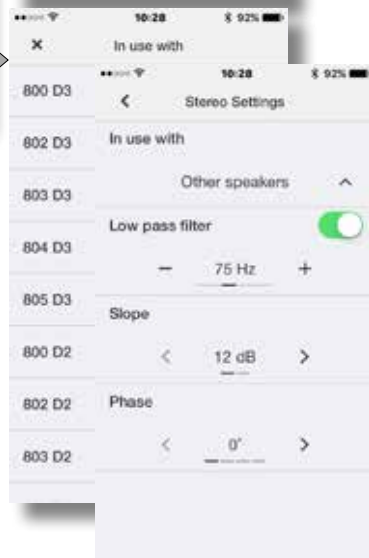 10:28 92%
× In use with
800 D3
802 D3
803 D3
804 D3
805 D3
800 D2
802 D2
803 D2
10:28 92%
< Stereo Settings
In use with
Other speakers
Low pass filter
− 75 Hz +
Slope
< 12 dB >
Phase
< 0° >